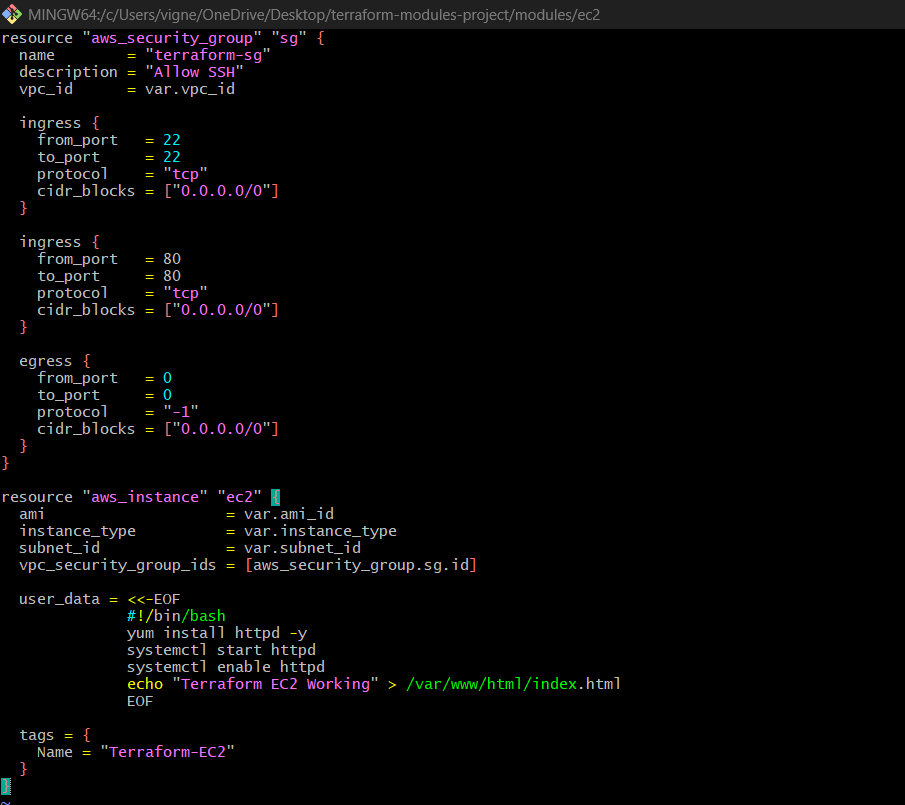 MINGW64:/c/Users/vigne/OneDrive/Desktop/terraform-modules-project/modules/ec2
resource "aws_security_group" "sg" {
  name        = "terraform-sg"
  description = "Allow SSH"
  vpc_id      = var.vpc_id

  ingress {
    from_port   = 22
    to_port     = 22
    protocol    = "tcp"
    cidr_blocks = ["0.0.0.0/0"]
  }

  ingress {
    from_port   = 80
    to_port     = 80
    protocol    = "tcp"
    cidr_blocks = ["0.0.0.0/0"]
  }

  egress {
    from_port   = 0
    to_port     = 0
    protocol    = "-1"
    cidr_blocks = ["0.0.0.0/0"]
  }
}

resource "aws_instance" "ec2" {
  ami                    = var.ami_id
  instance_type          = var.instance_type
  subnet_id              = var.subnet_id
  vpc_security_group_ids = [aws_security_group.sg.id]

  user_data = <<-EOF
              #!/bin/bash
              yum install httpd -y
              systemctl start httpd
              systemctl enable httpd
              echo "Terraform EC2 Working" > /var/www/html/index.html
              EOF

  tags = {
    Name = "Terraform-EC2"
  }
}
~